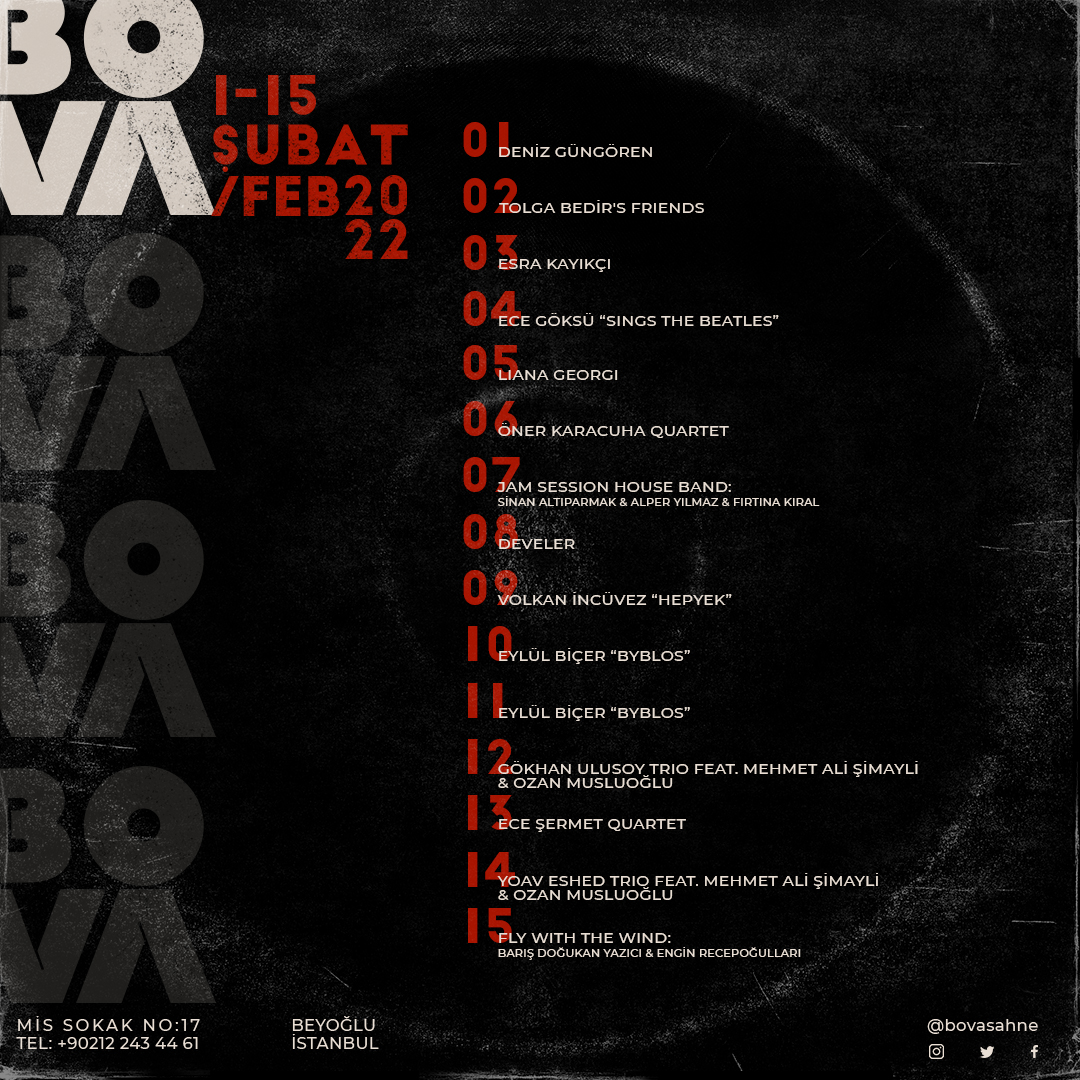 BO
VA
1-15
ŞUBAT
/FEB20
22
BO
VA
BO
VA
BO
VA
01 DENİZ GÜNGÖREN
02 TOLGA BEDİR'S FRIENDS
03 ESRA KAYIKÇI
04 ECE GÖKSÜ “SINGS THE BEATLES”
05 LIANA GEORGI
06 ÖNER KARACUHA QUARTET
07 JAM SESSION HOUSE BAND:
SİNAN ALTIPARMAK & ALPER YILMAZ & FIRTINA KIRAL
08 DEVELER
09 VOLKAN İNCÜVEZ “HEPYEK”
10 EYLÜL BİÇER “BYBLOS”
11 EYLÜL BİÇER “BYBLOS”
12 GÖKHAN ULUSOY TRIO FEAT. MEHMET ALİ ŞİMAYLİ
& OZAN MUSLUOĞLU
13 ECE ŞERMET QUARTET
14 YOAV ESHED TRIO FEAT. MEHMET ALİ ŞİMAYLİ
& OZAN MUSLUOĞLU
15 FLY WITH THE WIND:
BARIŞ DOĞUKAN YAZICI & ENGİN RECEPOĞULLARI
MİS SOKAK NO:17
TEL: +90212 243 44 61
BEYOĞLU
İSTANBUL
@bovasahne